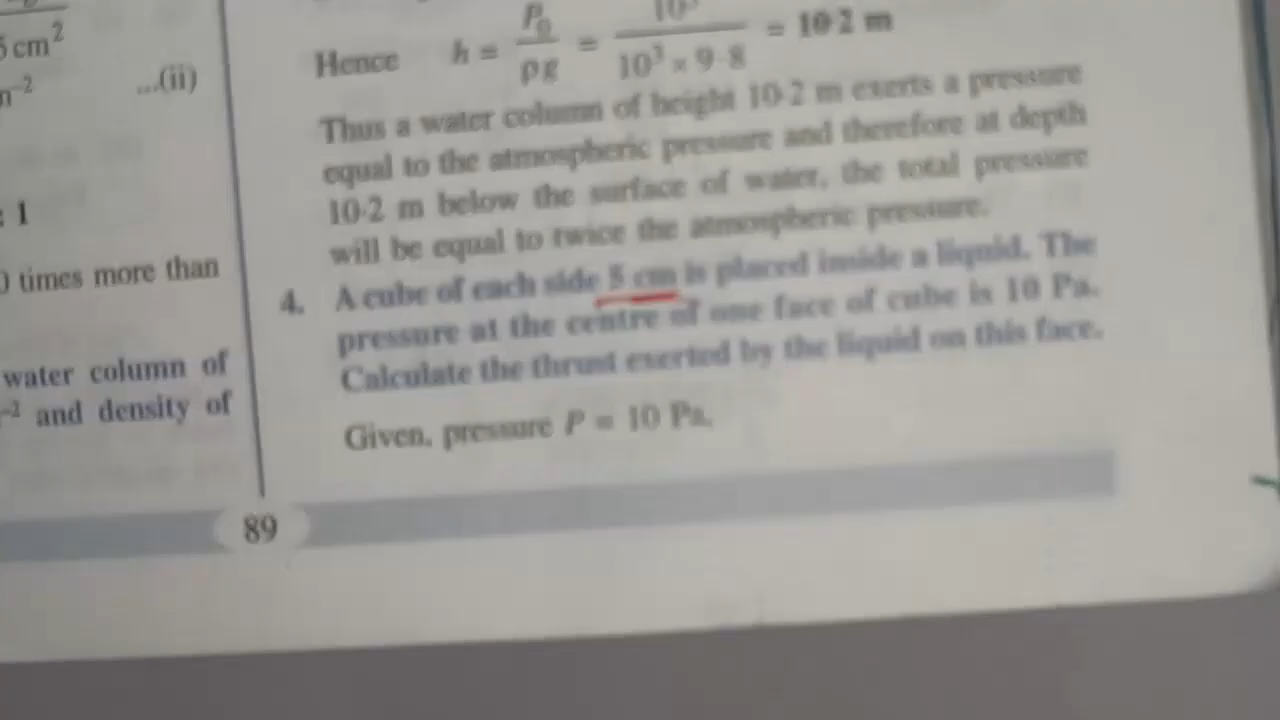 5 cm²
...(ii)
: 1
0 times more than
water column of
⁻² and density of
Hence h = P₀/ρg = 10⁵/10³ × 9·8 = 10·2 m
Thus a water column of height 10·2 m exerts a pressure
equal to the atmospheric pressure and therefore at depth
10·2 m below the surface of water, the total pressure
will be equal to twice the atmospheric pressure.
4. A cube of each side 5 cm is placed inside a liquid. The
pressure at the centre of one face of cube is 10 Pa.
Calculate the thrust exerted by the liquid on this face.
Given, pressure P = 10 Pa.
89